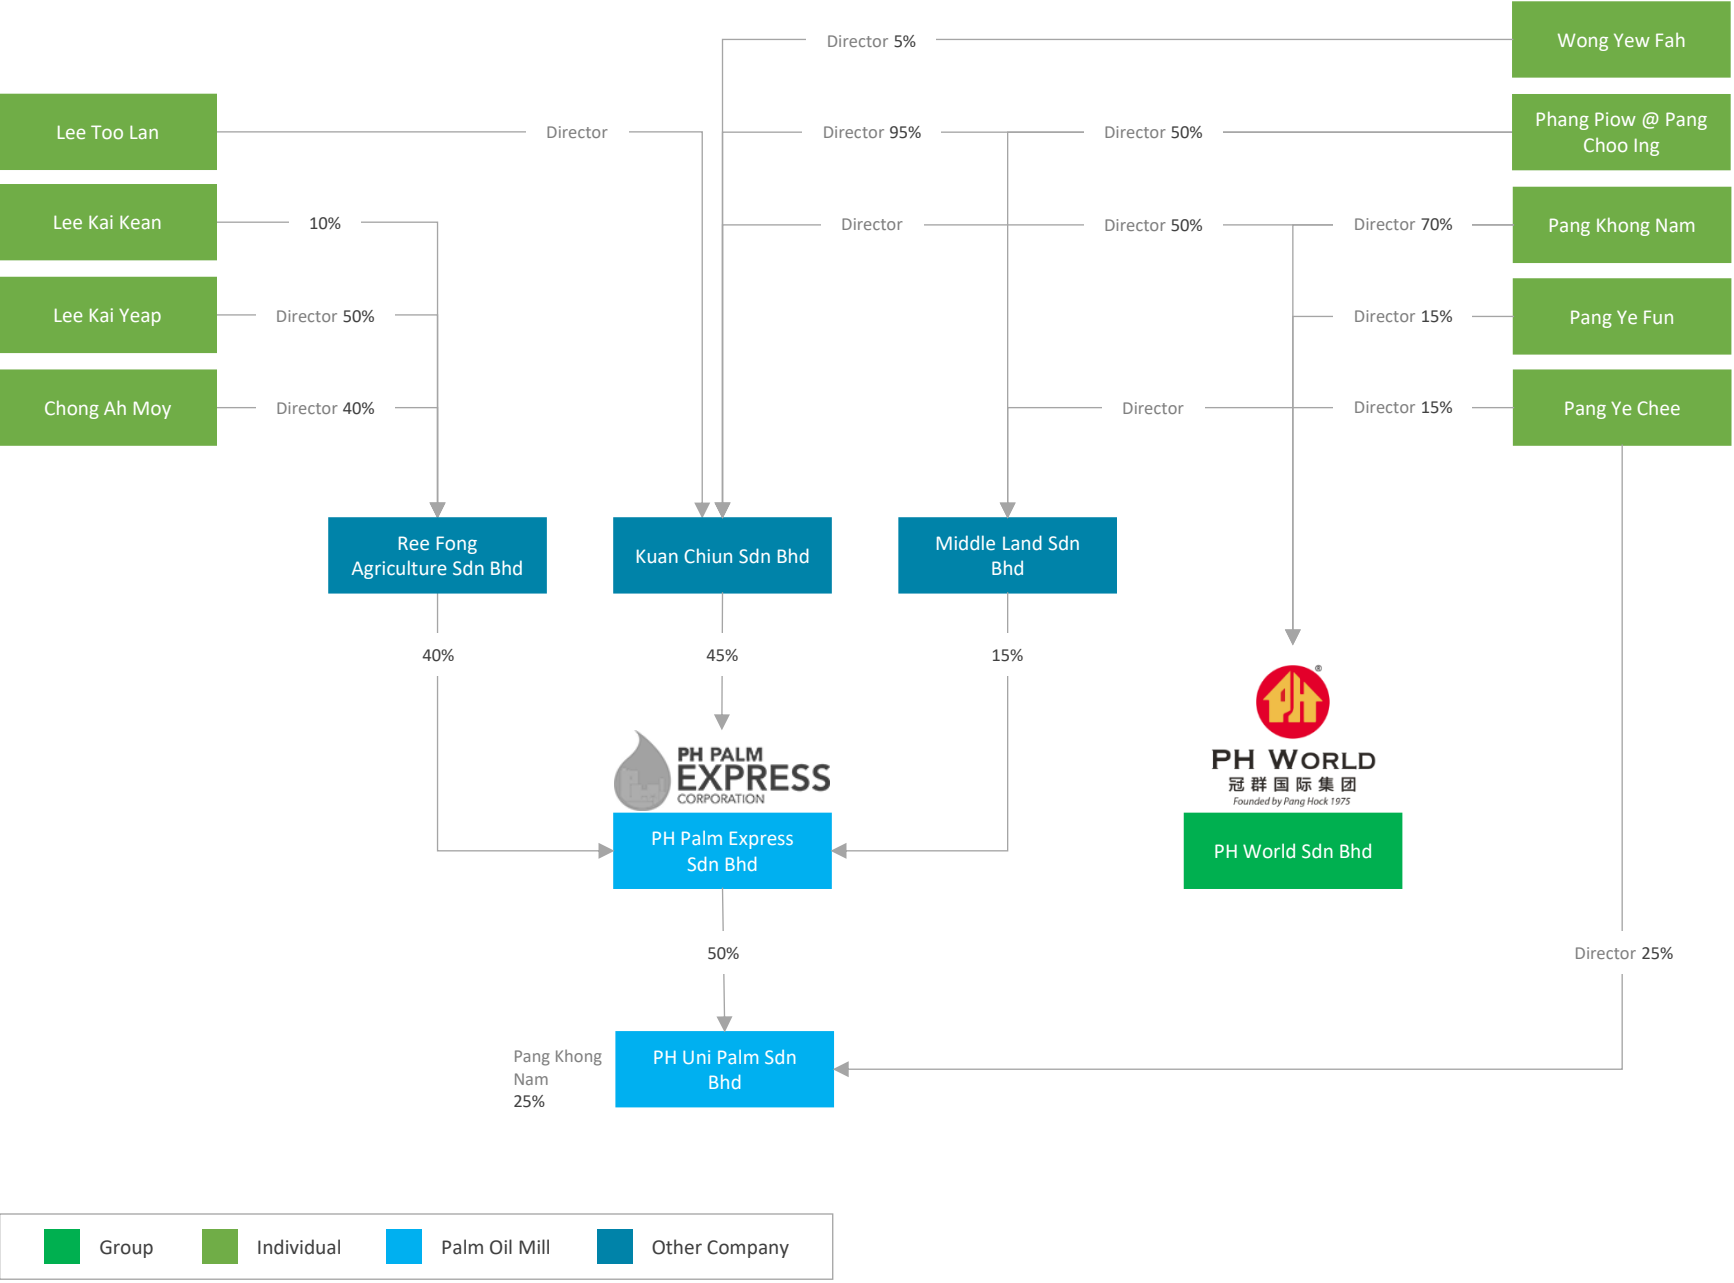 Wong Yew Fah
Director 5%
Lee Too Lan
Director
Director 95%
Director 50%
Phang Piow @ Pang
Choo Ing
Lee Kai Kean
10%
Director
Director 50%
Director 70%
Pang Khong Nam
Lee Kai Yeap
Director 50%
Director 15%
Pang Ye Fun
Chong Ah Moy
Director 40%
Director
Director 15%
Pang Ye Chee
Ree Fong
Agriculture Sdn Bhd
Kuan Chiun Sdn Bhd
Middle Land Sdn
Bhd
40%
45%
15%
PH PALM
EXPRESS
CORPORATION
PH
®
PH WORLD
冠群国际集团
Founded by Pang Hock 1975
PH Palm Express
Sdn Bhd
PH World Sdn Bhd
50%
Director 25%
Pang Khong
Nam
25%
PH Uni Palm Sdn
Bhd
Group
Individual
Palm Oil Mill
Other Company